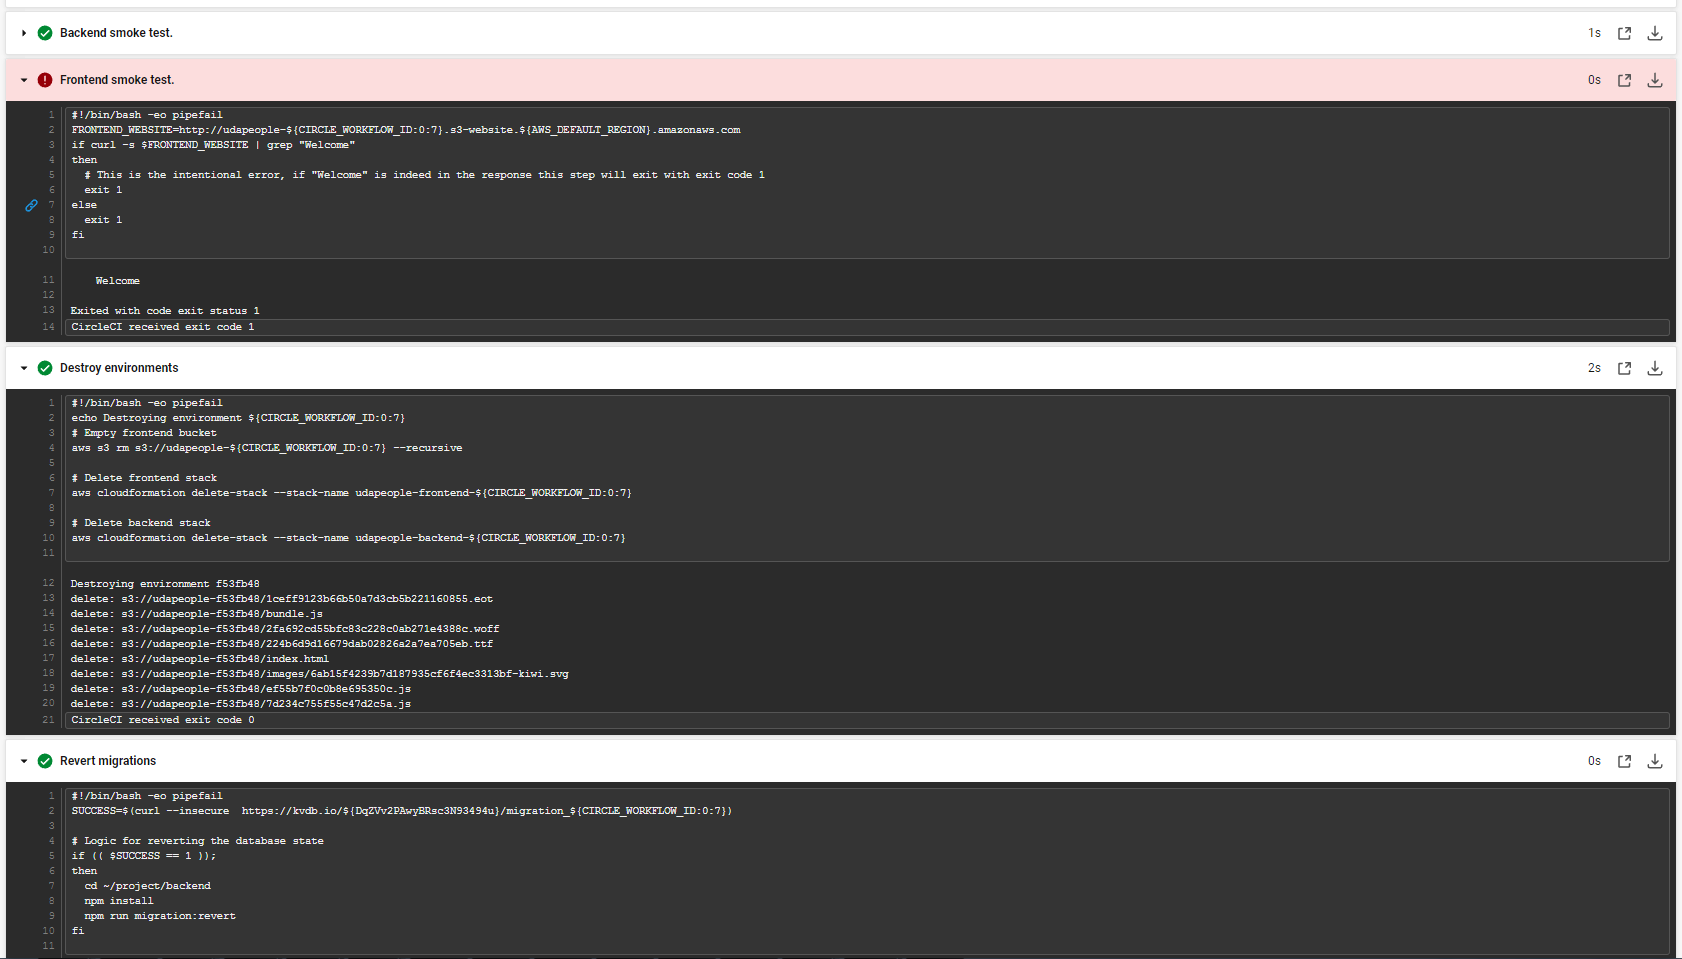 Backend smoke test.
1s
Frontend smoke test.
0s
1 #!/bin/bash -eo pipefail
2 FRONTEND_WEBSITE=http://udapeople-${CIRCLE_WORKFLOW_ID:0:7}.s3-website.${AWS_DEFAULT_REGION}.amazonaws.com
3 if curl -s $FRONTEND_WEBSITE | grep "Welcome"
4 then
5   # This is the intentional error, if "Welcome" is indeed in the response this step will exit with exit code 1
6   exit 1
7 else
8   exit 1
9 fi
10
11     Welcome
12
13 Exited with code exit status 1
14 CircleCI received exit code 1
Destroy environments
2s
1 #!/bin/bash -eo pipefail
2 echo Destroying environment ${CIRCLE_WORKFLOW_ID:0:7}
3 # Empty frontend bucket
4 aws s3 rm s3://udapeople-${CIRCLE_WORKFLOW_ID:0:7} --recursive
5
6 # Delete frontend stack
7 aws cloudformation delete-stack --stack-name udapeople-frontend-${CIRCLE_WORKFLOW_ID:0:7}
8
9 # Delete backend stack
10 aws cloudformation delete-stack --stack-name udapeople-backend-${CIRCLE_WORKFLOW_ID:0:7}
11
12 Destroying environment f53fb48
13 delete: s3://udapeople-f53fb48/1ceff9123b66b50a7d3cb5b221160855.eot
14 delete: s3://udapeople-f53fb48/bundle.js
15 delete: s3://udapeople-f53fb48/2fa692cd55bfc83c228c0ab271e4388c.woff
16 delete: s3://udapeople-f53fb48/224b6d9d16679dab02826a2a7ea705eb.ttf
17 delete: s3://udapeople-f53fb48/index.html
18 delete: s3://udapeople-f53fb48/images/6ab15f4239b7d187935cf6f4ec3313bf-kiwi.svg
19 delete: s3://udapeople-f53fb48/ef55b7f0c0b8e695350c.js
20 delete: s3://udapeople-f53fb48/7d234c755f55c47d2c5a.js
21 CircleCI received exit code 0
Revert migrations
0s
1 #!/bin/bash -eo pipefail
2 SUCCESS=$(curl --insecure  https://kvdb.io/${DqZVv2PAwyBRsc3N93494u}/migration_${CIRCLE_WORKFLOW_ID:0:7})
3
4 # Logic for reverting the database state
5 if (( $SUCCESS == 1 ));
6 then
7   cd ~/project/backend
8   npm install
9   npm run migration:revert
10 fi
11